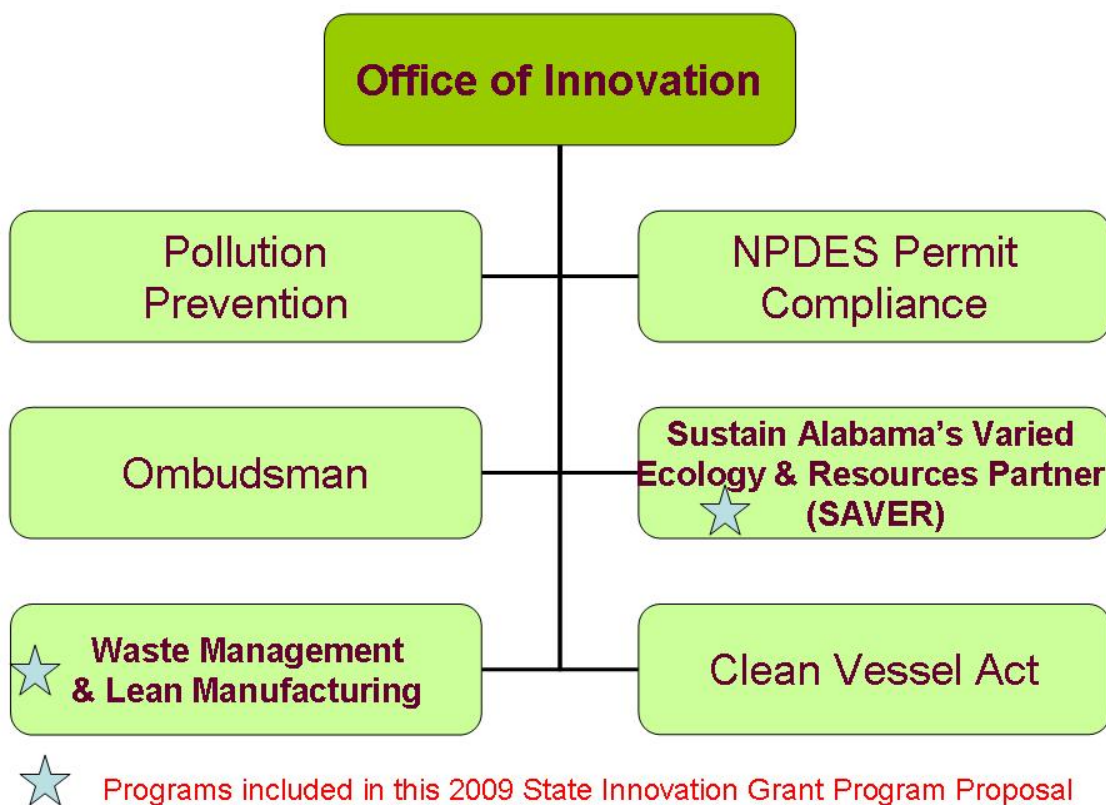 Office of Innovation
Pollution
Prevention
NPDES Permit
Compliance
Ombudsman
Sustain Alabama's Varied
Ecology & Resources Partner
(SAVER)
Waste Management
& Lean Manufacturing
Clean Vessel Act
Programs included in this 2009 State Innovation Grant Program Proposal